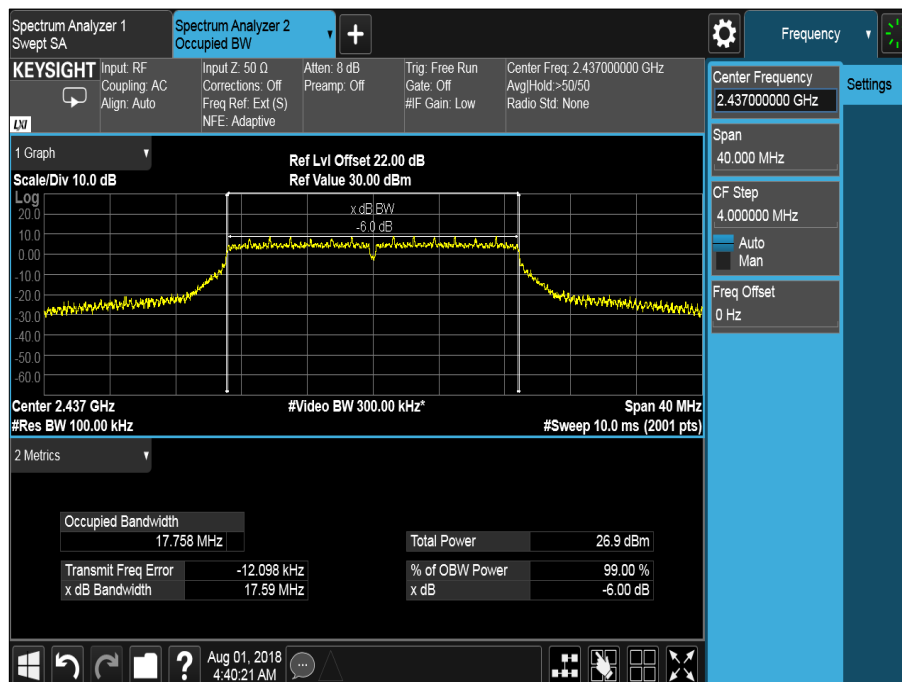 Spectrum Analyzer 1
Swept SA
Spectrum Analyzer 2
Occupied BW
Frequency
KEYSIGHT
LXI
Input: RF
Coupling: AC
Align: Auto
Input Z: 50 Ω
Corrections: Off
Freq Ref: Ext (S)
NFE: Adaptive
Atten: 8 dB
Preamp: Off
Trig: Free Run
Gate: Off
#IF Gain: Low
Center Freq: 2.437000000 GHz
Avg|Hold:>50/50
Radio Std: None
Center Frequency
2.437000000 GHz
Settings
Span
40.000 MHz
CF Step
4.000000 MHz
Auto
Man
Freq Offset
0 Hz
1 Graph
Scale/Div 10.0 dB
Ref Lvl Offset 22.00 dB
Ref Value 30.00 dBm
Log
20.0
10.0
0.00
-10.0
-20.0
-30.0
-40.0
-50.0
-60.0
x dB BW
-6.0 dB
Center 2.437 GHz
#Video BW 300.00 kHz*
Span 40 MHz
#Res BW 100.00 kHz
#Sweep 10.0 ms (2001 pts)
2 Metrics
Occupied Bandwidth
17.758 MHz
Total Power 26.9 dBm
Transmit Freq Error -12.098 kHz
% of OBW Power 99.00 %
x dB Bandwidth 17.59 MHz
x dB -6.00 dB
?
Aug 01, 2018
4:40:21 AM